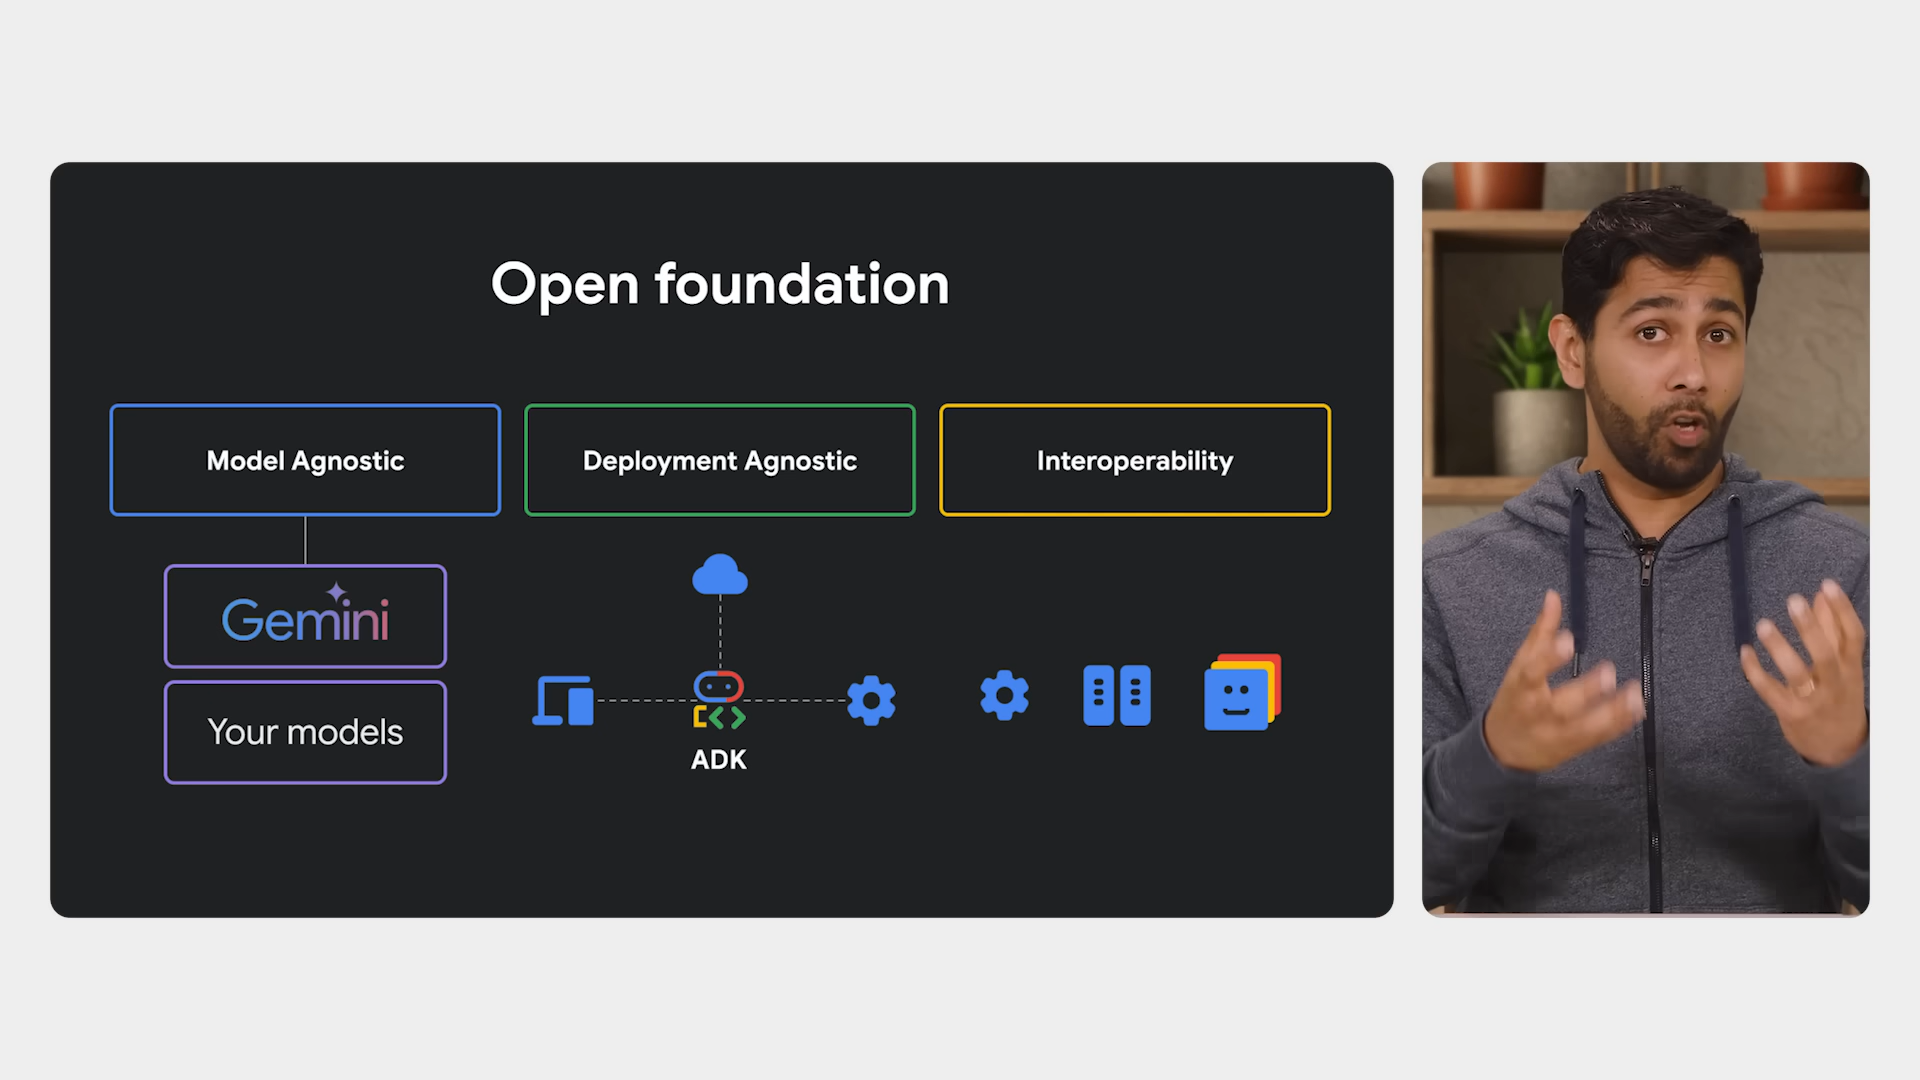 Open foundation
Model Agnostic
Deployment Agnostic
Interoperability
Gemini
Your models
ADK